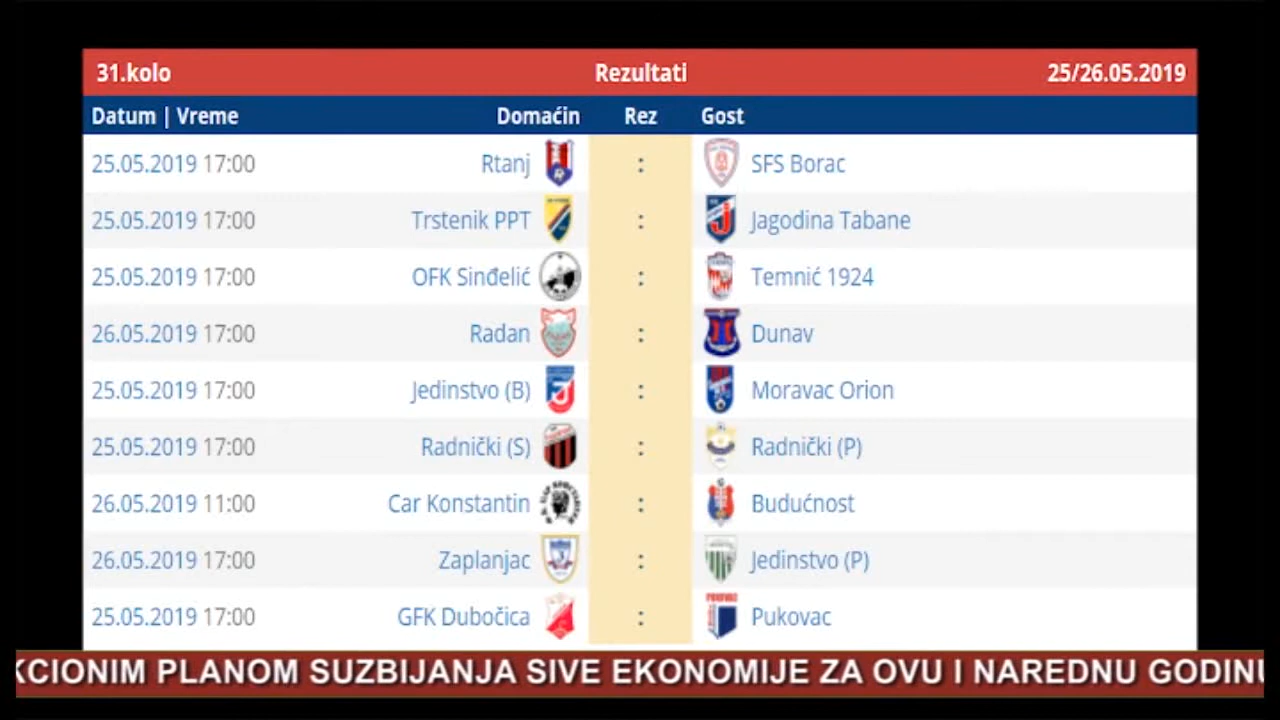 31.kolo Rezultati 25/26.05.2019
Datum | Vreme Domaćin Rez Gost
25.05.2019 17:00 Rtanj : SFS Borac
25.05.2019 17:00 Trstenik PPT : Jagodina Tabane
25.05.2019 17:00 OFK Sinđelić : Temnić 1924
26.05.2019 17:00 Radan : Dunav
25.05.2019 17:00 Jedinstvo (B) : Moravac Orion
25.05.2019 17:00 Radnički (S) : Radnički (P)
26.05.2019 11:00 Car Konstantin : Budućnost
26.05.2019 17:00 Zaplanjac : Jedinstvo (P)
25.05.2019 17:00 GFK Dubočica : Pukovac
KCIONIM PLANOM SUZBIJANJA SIVE EKONOMIJE ZA OVU I NAREDNU GODINU